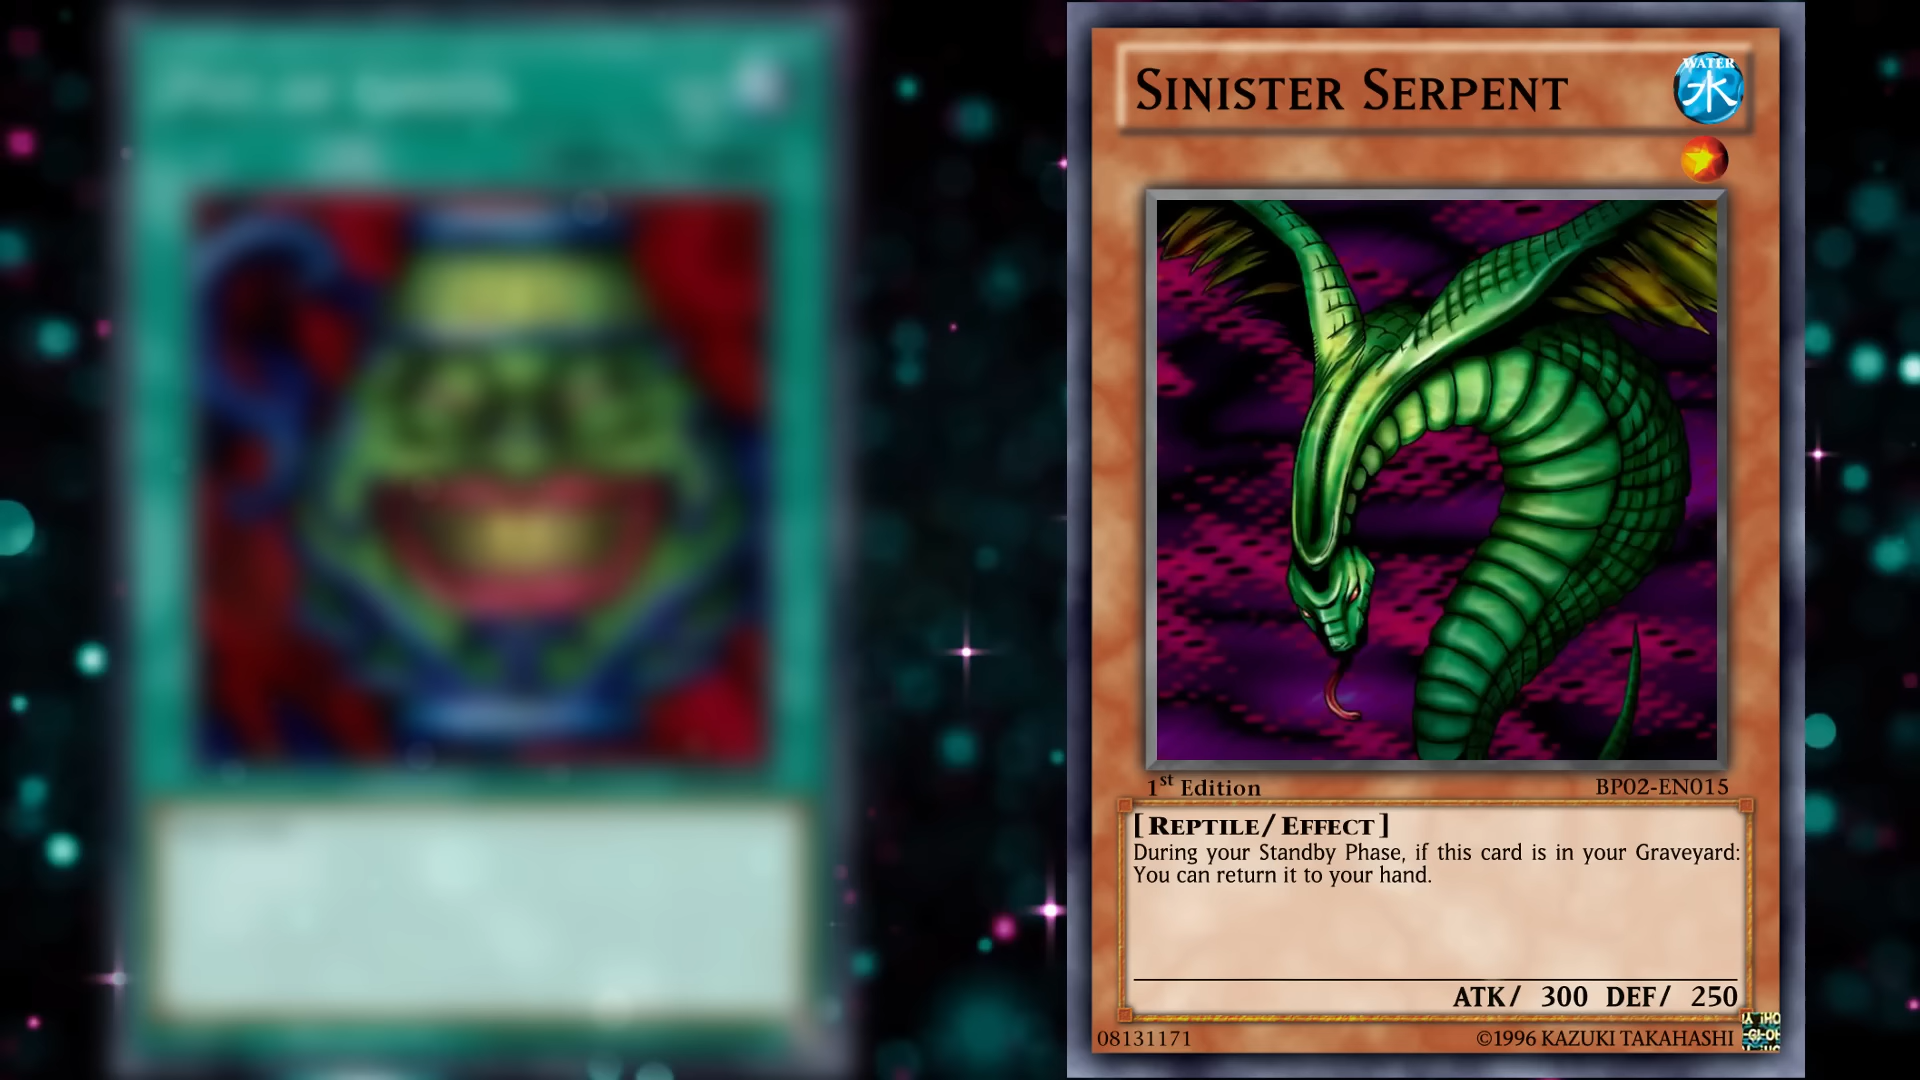 SINISTER SERPENT
WATER
水
1st Edition
BP02-EN015
[ REPTILE/ EFFECT ]
During your Standby Phase, if this card is in your Graveyard:
You can return it to your hand.
ATK/ 300 DEF/ 250
08131171
©1996 KAZUKI TAKAHASHI